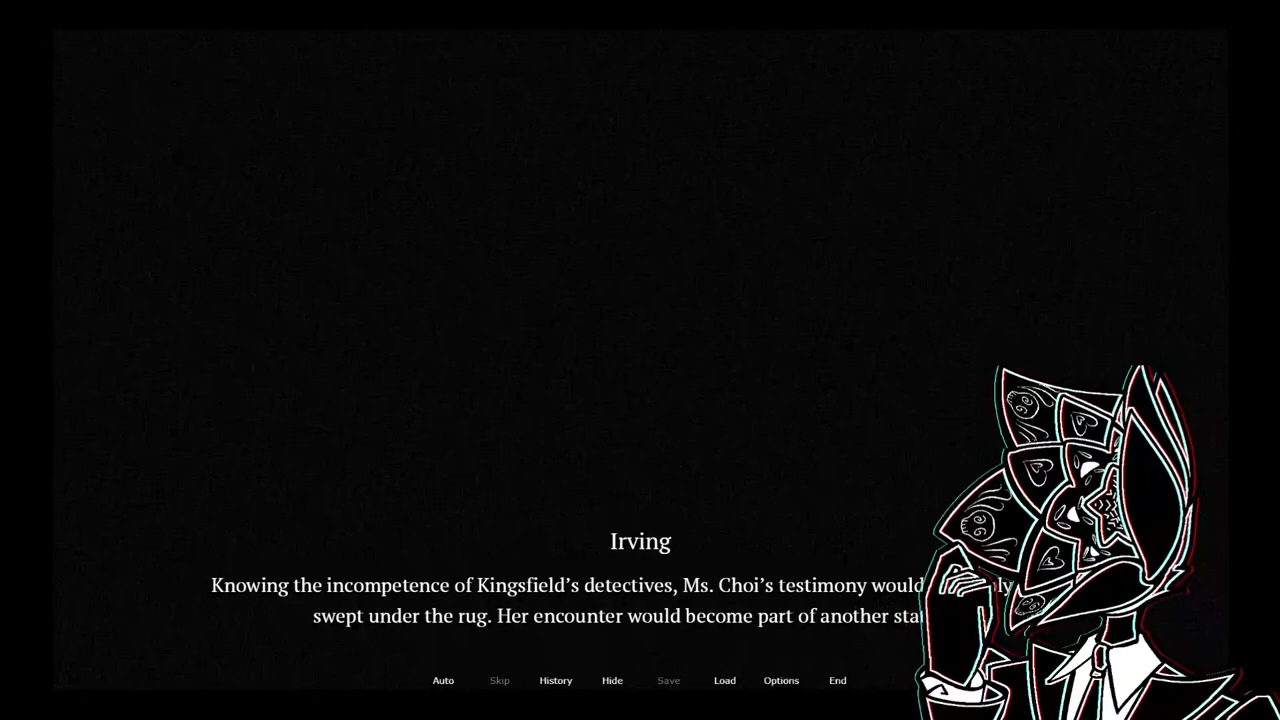 Irving
Knowing the incompetence of Kingsfield’s detectives, Ms. Choi’s testimony would
swept under the rug. Her encounter would become part of another
Auto Skip History Hide Save Load Options End